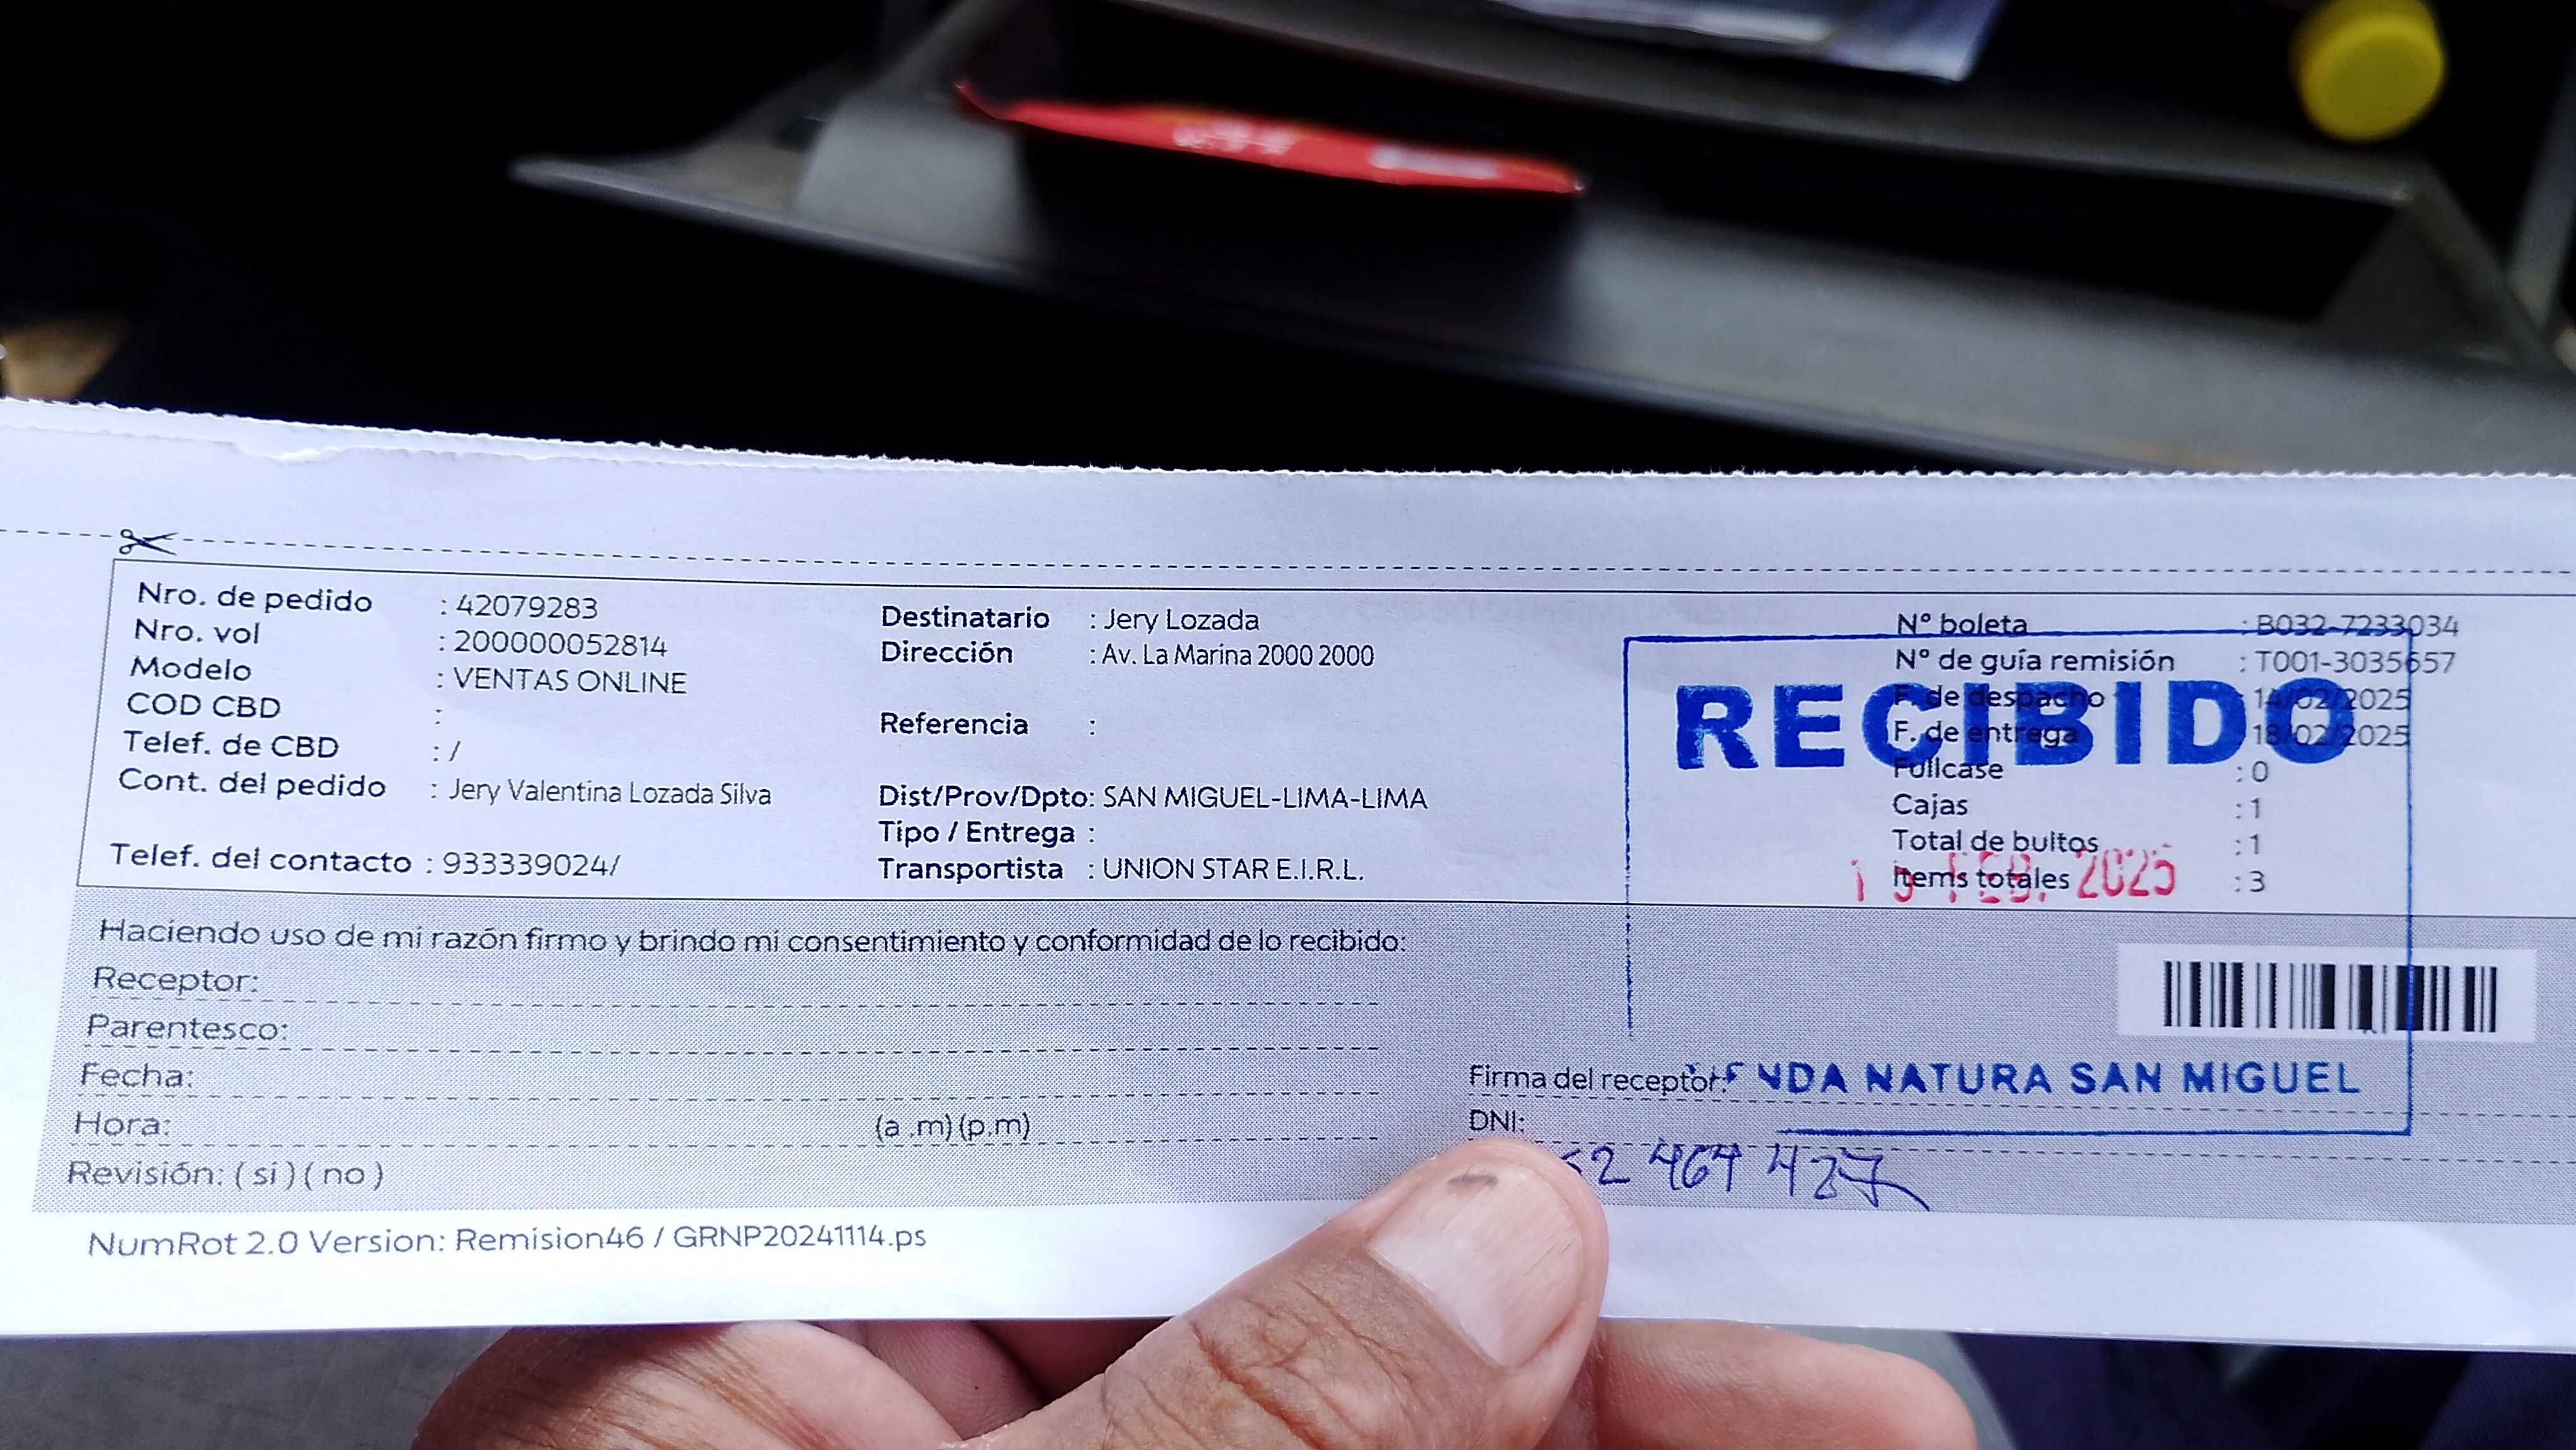 Nro. de pedido : 42079283
Nro. vol : 200000052814
Modelo : VENTAS ONLINE
COD CBD :
Telef. de CBD : /
Cont. del pedido : Jery Valentina Lozada Silva
Telef. del contacto : 933339024/
Destinatario : Jery Lozada
Dirección : Av. La Marina 2000 2000
Referencia :
Dist/Prov/Dpto: SAN MIGUEL-LIMA-LIMA
Tipo / Entrega :
Transportista : UNION STAR E.I.R.L.
Nº boleta : B032-7233034
Nº de guía remisión : T001-3035657
F. de despacho : 14/02/2025
F. de entrega : 18/02/2025
Fullcase : 0
Cajas : 1
Total de bultos : 1
Items totales : 3
RECIBIDO
FEB. 2025
Haciendo uso de mi razón firmo y brindo mi consentimiento y conformidad de lo recibido:
Receptor:
Parentesco:
Fecha:
Hora: (a .m) (p.m)
Revisión: ( si ) ( no )
Firma del receptor:
NDA NATURA SAN MIGUEL
DNI:
NumRot 2.0 Version: Remision46 / GRNP20241114.ps